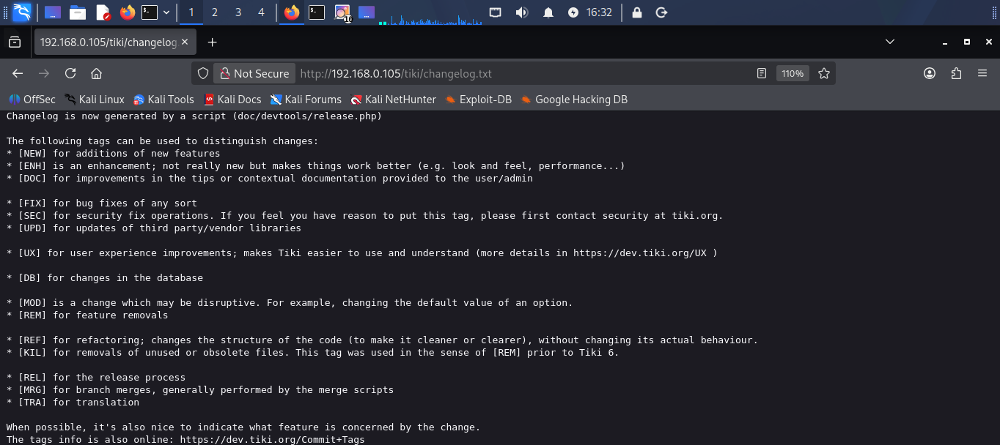 1 2 3 4 16:32
192.168.0.105/tiki/changelog
Not Secure http://192.168.0.105/tiki/changelog.txt 110%
OffSec Kali Linux Kali Tools Kali Docs Kali Forums Kali NetHunter Exploit-DB Google Hacking DB
Changelog is now generated by a script (doc/devtools/release.php)
The following tags can be used to distinguish changes:
* [NEW] for additions of new features
* [ENH] is an enhancement; not really new but makes things work better (e.g. look and feel, performance...)
* [DOC] for improvements in the tips or contextual documentation provided to the user/admin
* [FIX] for bug fixes of any sort
* [SEC] for security fix operations. If you feel you have reason to put this tag, please first contact security at tiki.org.
* [UPD] for updates of third party/vendor libraries
* [UX] for user experience improvements; makes Tiki easier to use and understand (more details in https://dev.tiki.org/UX )
* [DB] for changes in the database
* [MOD] is a change which may be disruptive. For example, changing the default value of an option.
* [REM] for feature removals
* [REF] for refactoring; changes the structure of the code (to make it cleaner or clearer), without changing its actual behaviour.
* [KIL] for removals of unused or obsolete files. This tag was used in the sense of [REM] prior to Tiki 6.
* [REL] for the release process
* [MRG] for branch merges, generally performed by the merge scripts
* [TRA] for translation
When possible, it's also nice to indicate what feature is concerned by the change.
The tags info is also online: https://dev.tiki.org/Commit+Tags